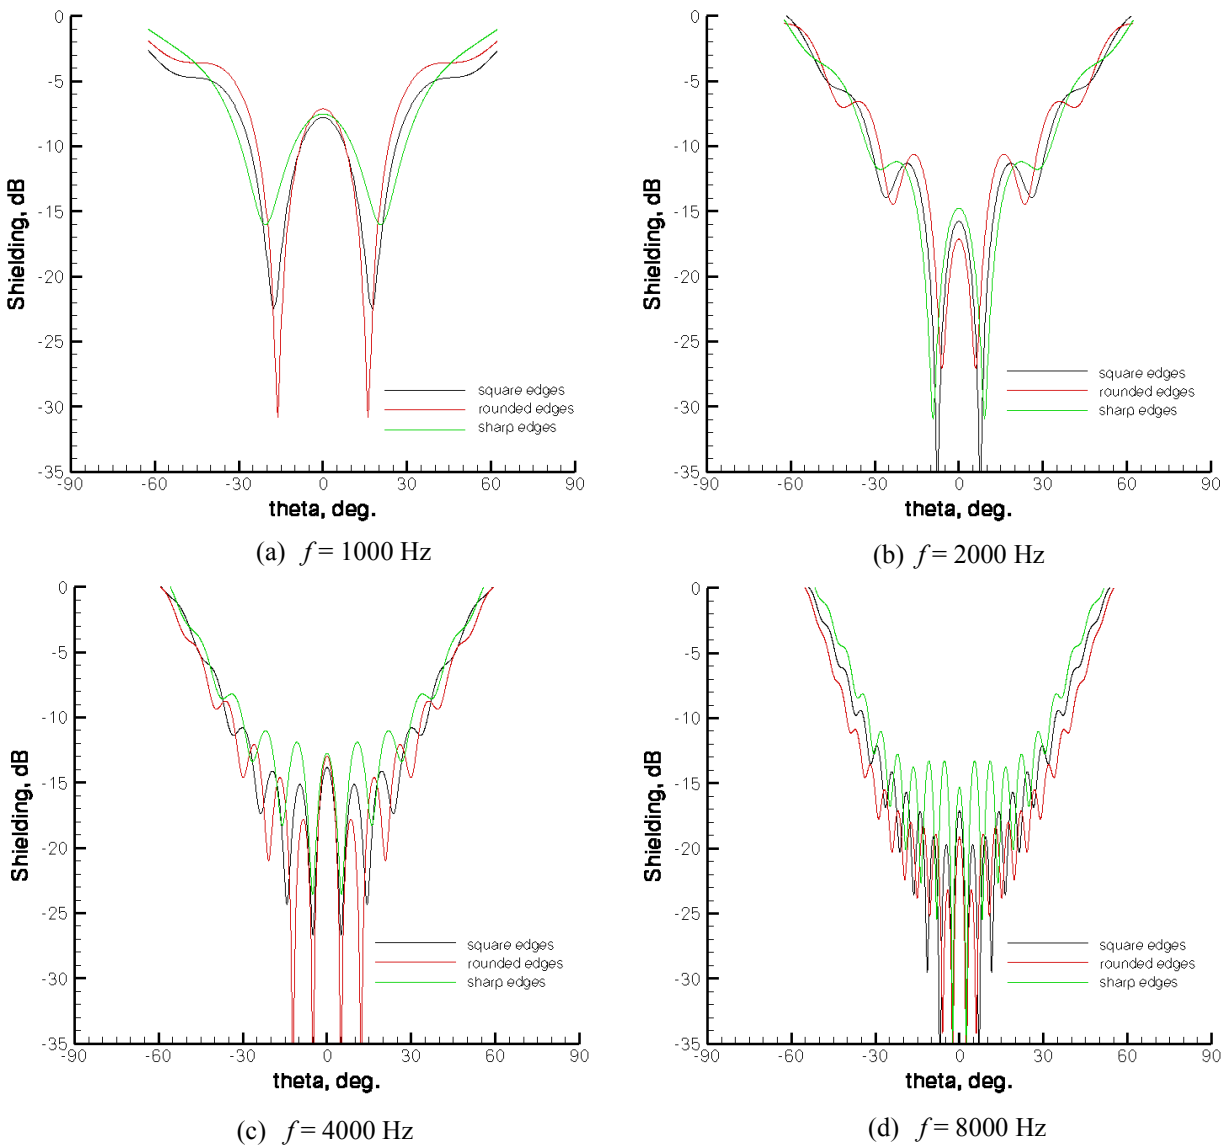 0
-5
-10
-15
-20
-25
-30
-35
Shielding, dB
-90 -60 -30 0 30 60 90
theta, deg.
square edges
rounded edges
sharp edges
(a) f = 1000 Hz
0
-5
-10
-15
-20
-25
-30
-35
Shielding, dB
-90 -60 -30 0 30 60 90
theta, deg.
square edges
rounded edges
sharp edges
(b) f = 2000 Hz
0
-5
-10
-15
-20
-25
-30
-35
Shielding, dB
-90 -60 -30 0 30 60 90
theta, deg.
square edges
rounded edges
sharp edges
(c) f = 4000 Hz
0
-5
-10
-15
-20
-25
-30
-35
Shielding, dB
-90 -60 -30 0 30 60 90
theta, deg.
square edges
rounded edges
sharp edges
(d) f = 8000 Hz